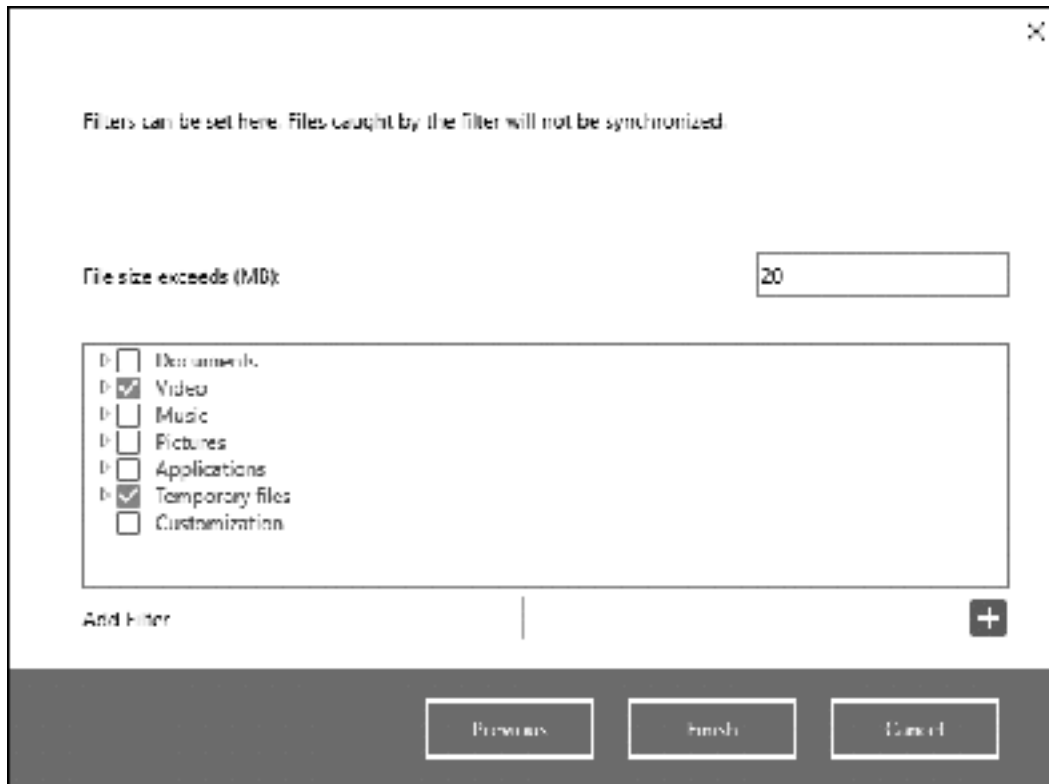 Filters can be set here. Files caught by the filter will not be synchronized.
File size exceeds (MB):
20
Documents
Video
Music
Pictures
Applications
Temporary files
Customization
Add Filter
Previous
Finish
Cancel